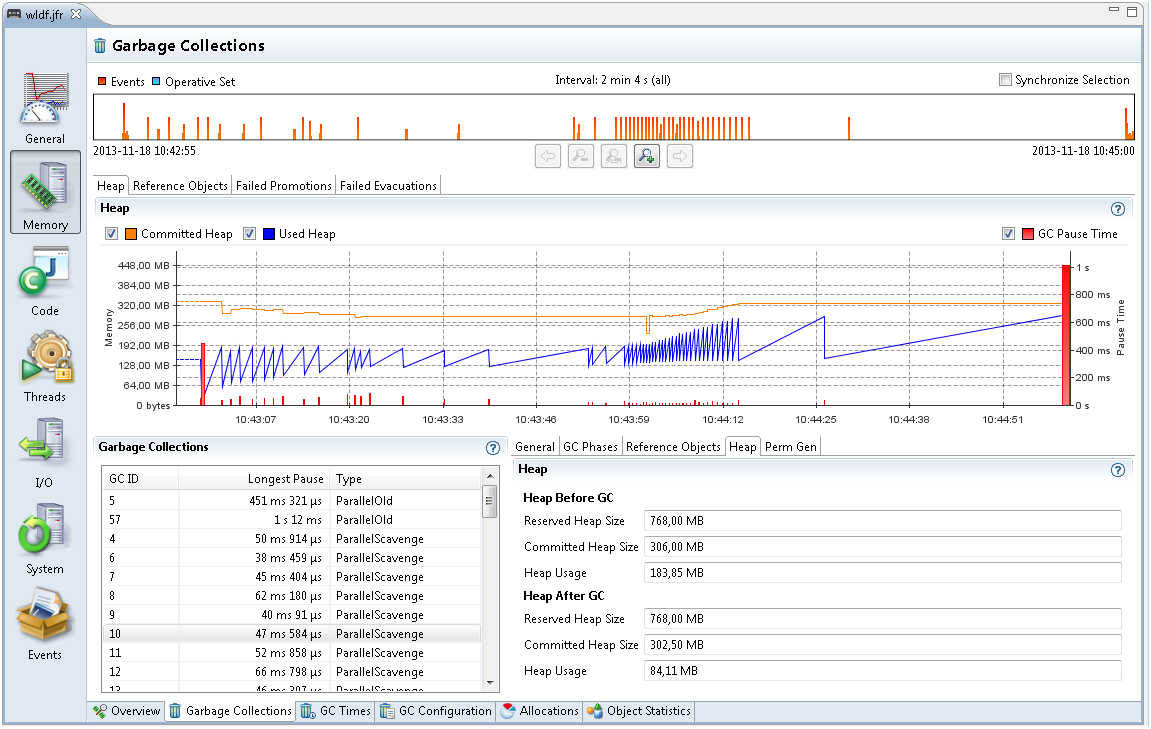 wldf.jfr
Garbage Collections
Events Operative Set Interval: 2 min 4 s (all) Synchronize Selection
2013-11-18 10:42:55 2013-11-18 10:45:00
Heap Reference Objects Failed Promotions Failed Evacuations
Heap
Committed Heap Used Heap GC Pause Time
448,00 MB
384,00 MB
320,00 MB
256,00 MB
192,00 MB
128,00 MB
64,00 MB
0 bytes
Memory
1 s
800 ms
600 ms
400 ms
200 ms
0 s
Pause Time
10:43:07 10:43:20 10:43:33 10:43:46 10:43:59 10:44:12 10:44:25 10:44:38 10:44:51
General
Memory
Code
Threads
I/O
System
Events
Garbage Collections
GC ID Longest Pause Type
5 451 ms 321 µs ParallelOld
57 1 s 12 ms ParallelOld
4 50 ms 914 µs ParallelScavenge
6 38 ms 459 µs ParallelScavenge
7 45 ms 404 µs ParallelScavenge
8 62 ms 180 µs ParallelScavenge
9 40 ms 91 µs ParallelScavenge
10 47 ms 584 µs ParallelScavenge
11 52 ms 858 µs ParallelScavenge
12 66 ms 798 µs ParallelScavenge
General GC Phases Reference Objects Heap Perm Gen
Heap
Heap Before GC
Reserved Heap Size 768,00 MB
Committed Heap Size 306,00 MB
Heap Usage 183,85 MB
Heap After GC
Reserved Heap Size 768,00 MB
Committed Heap Size 302,50 MB
Heap Usage 84,11 MB
Overview Garbage Collections GC Times GC Configuration Allocations Object Statistics